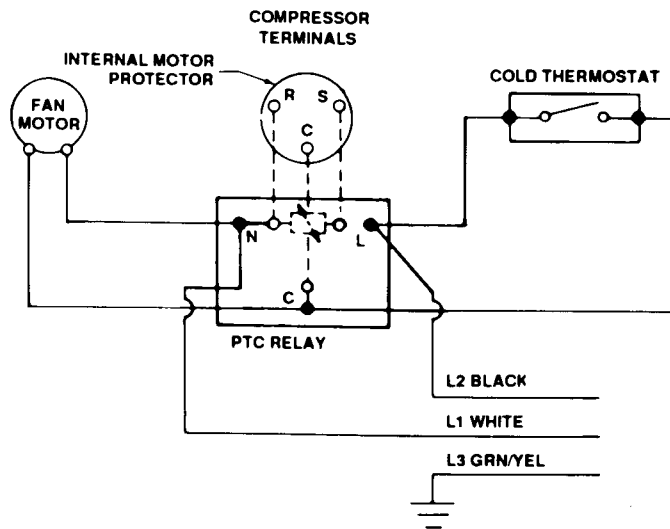 COMPRESSOR
TERMINALS
INTERNAL MOTOR
PROTECTOR
COLD THERMOSTAT
FAN
MOTOR
R
S
C
N
L
C
PTC RELAY
L2 BLACK
L1 WHITE
L3 GRN/YEL